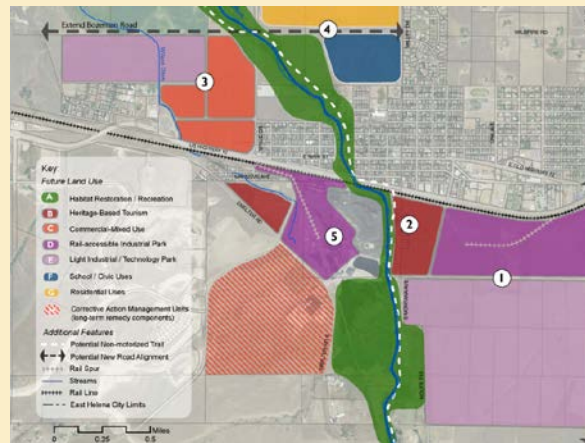 Extend Bozeman Road
4
3
5
2
1
Key
Future Land Use
A Habitat Restoration / Recreation
B Heritage-Based Tourism
C Commercial-Mixed Use
D Rail-accessible Industrial Park
E Light Industrial / Technology Park
F School / Civic Uses
G Residential Uses
Corrective Action Management Units
(long-term remedy components)
Additional Features
Potential Non-motorized Trail
Potential New Road Alignment
Rail Spur
Streams
Rail Line
East Helena City Limits
Miles
0 0.25 0.5